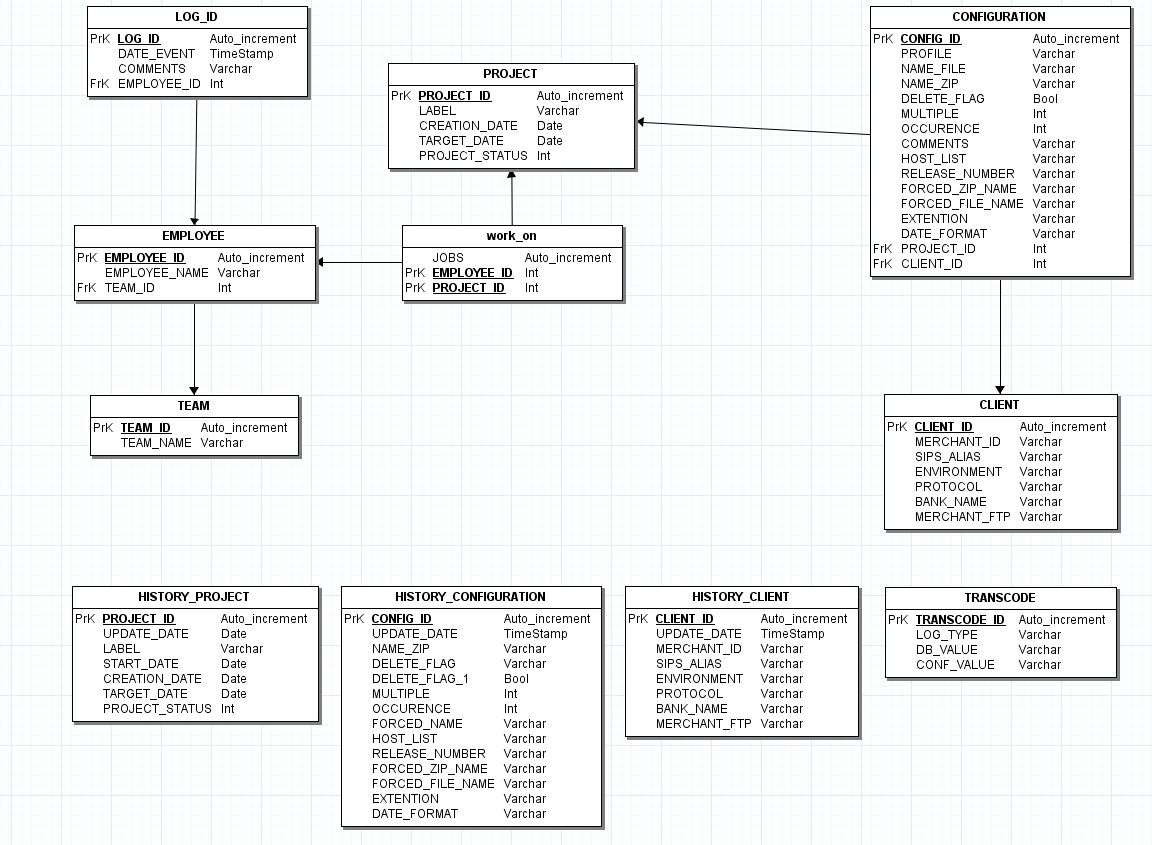 LOG_ID
PrK LOG_ID Auto_increment
DATE_EVENT TimeStamp
COMMENTS Varchar
FrK EMPLOYEE_ID Int
PROJECT
PrK PROJECT_ID Auto_increment
LABEL Varchar
CREATION_DATE Date
TARGET_DATE Date
PROJECT_STATUS Int
CONFIGURATION
PrK CONFIG_ID Auto_increment
PROFILE Varchar
NAME_FILE Varchar
NAME_ZIP Varchar
DELETE_FLAG Bool
MULTIPLE Int
OCCURENCE Int
COMMENTS Varchar
HOST_LIST Varchar
RELEASE_NUMBER Varchar
FORCED_ZIP_NAME Varchar
FORCED_FILE_NAME Varchar
EXTENTION Varchar
DATE_FORMAT Varchar
FrK PROJECT_ID Int
FrK CLIENT_ID Int
EMPLOYEE
PrK EMPLOYEE_ID Auto_increment
EMPLOYEE_NAME Varchar
FrK TEAM_ID Int
work_on
JOBS Auto_increment
PrK EMPLOYEE_ID Int
PrK PROJECT_ID Int
TEAM
PrK TEAM_ID Auto_increment
TEAM_NAME Varchar
CLIENT
PrK CLIENT_ID Auto_increment
MERCHANT_ID Varchar
SIPS_ALIAS Varchar
ENVIRONMENT Varchar
PROTOCOL Varchar
BANK_NAME Varchar
MERCHANT_FTP Varchar
HISTORY_PROJECT
PrK PROJECT_ID Auto_increment
UPDATE_DATE Date
LABEL Varchar
START_DATE Date
CREATION_DATE Date
TARGET_DATE Date
PROJECT_STATUS Int
HISTORY_CONFIGURATION
PrK CONFIG_ID Auto_increment
UPDATE_DATE TimeStamp
NAME_ZIP Varchar
DELETE_FLAG Varchar
DELETE_FLAG_1 Bool
MULTIPLE Int
OCCURENCE Int
FORCED_NAME Varchar
HOST_LIST Varchar
RELEASE_NUMBER Varchar
FORCED_ZIP_NAME Varchar
FORCED_FILE_NAME Varchar
EXTENTION Varchar
DATE_FORMAT Varchar
HISTORY_CLIENT
PrK CLIENT_ID Auto_increment
UPDATE_DATE TimeStamp
MERCHANT_ID Varchar
SIPS_ALIAS Varchar
ENVIRONMENT Varchar
PROTOCOL Varchar
BANK_NAME Varchar
MERCHANT_FTP Varchar
TRANSCODE
PrK TRANSCODE_ID Auto_increment
LOG_TYPE Varchar
DB_VALUE Varchar
CONF_VALUE Varchar